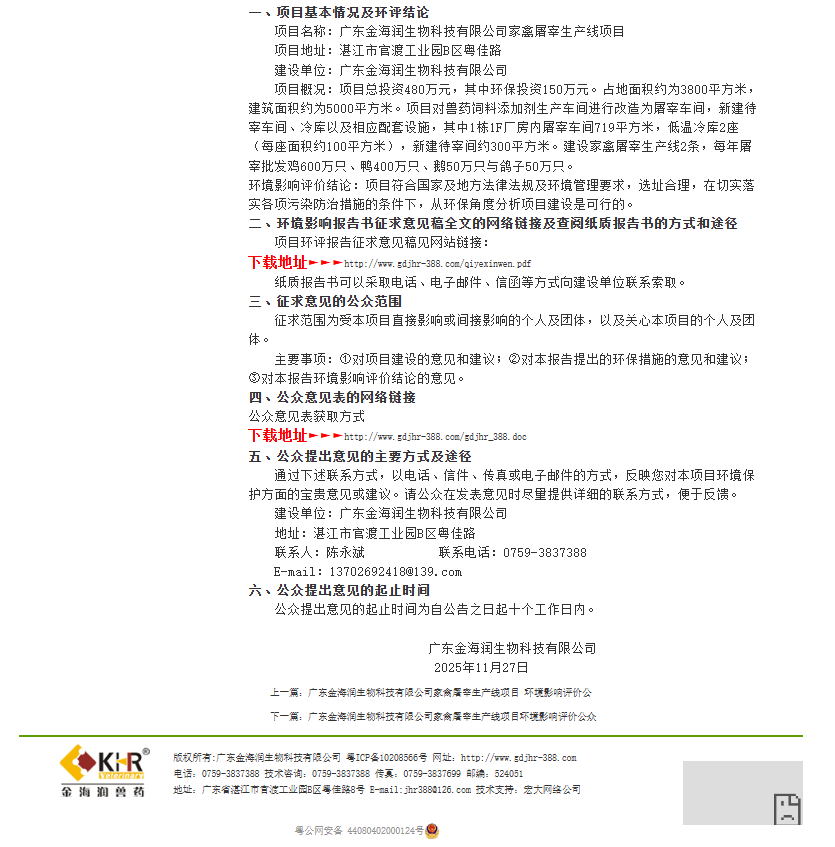 一、项目基本情况及环评结论
项目名称：广东金海润生物科技有限公司家禽屠宰生产线项目
项目地址：湛江市官渡工业园B区粤佳路
建设单位：广东金海润生物科技有限公司
项目概况：项目总投资480万元，其中环保投资150万元。占地面积约为3800平方米，
建筑面积约为5000平方米。项目对兽药饲料添加剂生产车间进行改造为屠宰车间，新建待
宰车间、冷库以及相应配套设施，其中1栋1F厂房内屠宰车间719平方米，低温冷库2座
（每座面积约100平方米），新建待宰间约300平方米。建设家禽屠宰生产线2条，每年屠
宰批发鸡600万只、鸭400万只、鹅50万只与鸽子50万只。
环境影响评价结论：项目符合国家及地方法律法规及环境管理要求，选址合理，在切实落
实各项污染防治措施的条件下，从环保角度分析项目建设是可行的。
二、环境影响报告书征求意见稿全文的网络链接及查阅纸质报告书的方式和途径
项目环评报告征求意见稿见网站链接：
下载地址►►►http://www.gdjhr-388.com/qiyexinwen.pdf
纸质报告书可以采取电话、电子邮件、信函等方式向建设单位联系索取。
三、征求意见的公众范围
征求范围为受本项目直接影响或间接影响的个人及团体，以及关心本项目的个人及团
体。
主要事项：①对项目建设的意见和建议；②对本报告提出的环保措施的意见和建议；
③对本报告环境影响评价结论的意见。
四、公众意见表的网络链接
公众意见表获取方式
下载地址►►►http://www.gdjhr-388.com/gdjhr_388.doc
五、公众提出意见的主要方式及途径
通过下述联系方式，以电话、信件、传真或电子邮件的方式，反映您对本项目环境保
护方面的宝贵意见或建议。请公众在发表意见时尽量提供详细的联系方式，便于反馈。
建设单位：广东金海润生物科技有限公司
地址：湛江市官渡工业园B区粤佳路
联系人：陈永斌 联系电话：0759-3837388
E-mail：13702692418@139.com
六、公众提出意见的起止时间
公众提出意见的起止时间为自公告之日起十个工作日内。
广东金海润生物科技有限公司
2025年11月27日
上一篇：广东金海润生物科技有限公司家禽屠宰生产线项目 环境影响评价公
下一篇：广东金海润生物科技有限公司家禽屠宰生产线项目环境影响评价公众
KHR®
Veterinary
金海润兽药
版权所有:广东金海润生物科技有限公司 粤ICP备10208566号 网址：http://www.gdjhr-388.com
电话：0759-3837388 技术咨询：0759-3837388 传真：0759-3837699 邮编：524051
地址：广东省湛江市官渡工业园B区粤佳路8号 E-mail:jhr388@126.com 技术支持：宏大网络公司
粤公网安备 44080402000124号